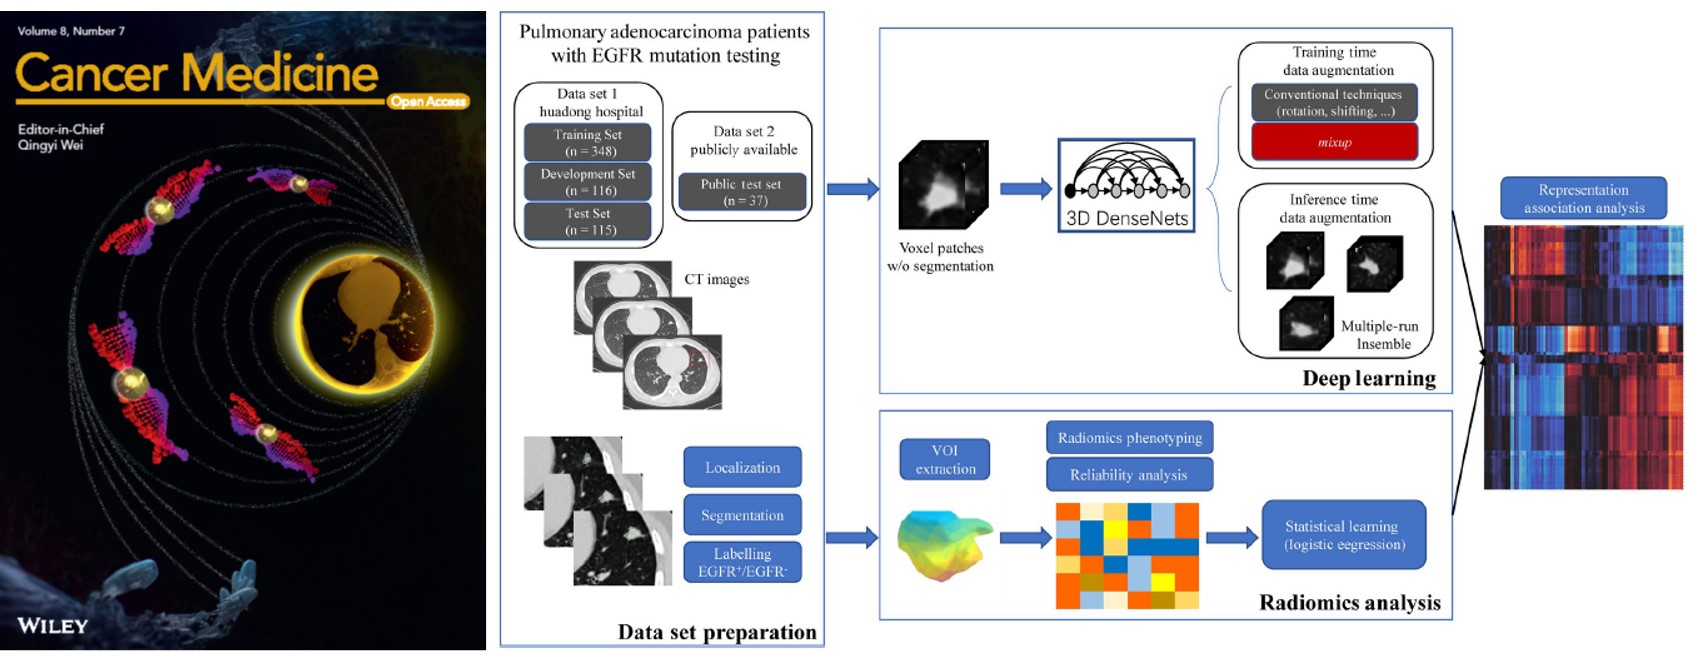 Volume 8, Number 7
Cancer Medicine
Open Access
Editor-in-Chief
Qingyi Wei
WILEY
Pulmonary adenocarcinoma patients
with EGFR mutation testing
Data set 1
huadong hospital
Training Set
(n = 348)
Development Set
(n = 116)
Test Set
(n = 115)
Data set 2
publicly available
Public test set
(n = 37)
CT images
Localization
Segmentation
Labelling
EGFR⁺/EGFR⁻
Data set preparation
Voxel patches
w/o segmentation
3D DenseNets
Training time
data augmentation
Conventional techniques
(rotation, shifting, ...)
mixup
Inference time
data augmentation
Multiple-run
Insemble
Deep learning
VOI
extraction
Radiomics phenotyping
Reliability analysis
Statistical learning
(logistic eegression)
Radiomics analysis
Representation
association analysis